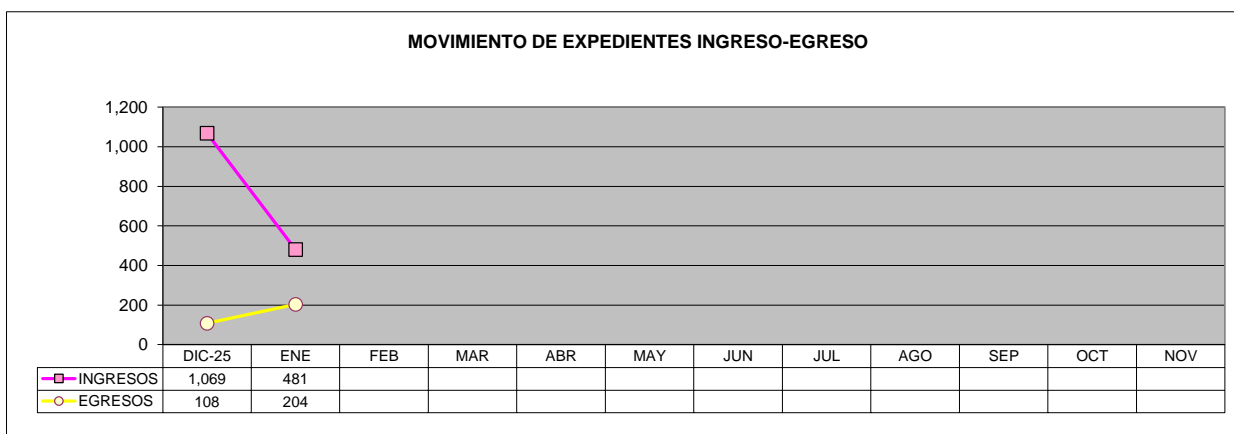 MOVIMIENTO DE EXPEDIENTES INGRESO-EGRESO
1,200
1,000
800
600
400
200
0
DIC-25 ENE FEB MAR ABR MAY JUN JUL AGO SEP OCT NOV
INGRESOS 1,069 481
EGRESOS 108 204